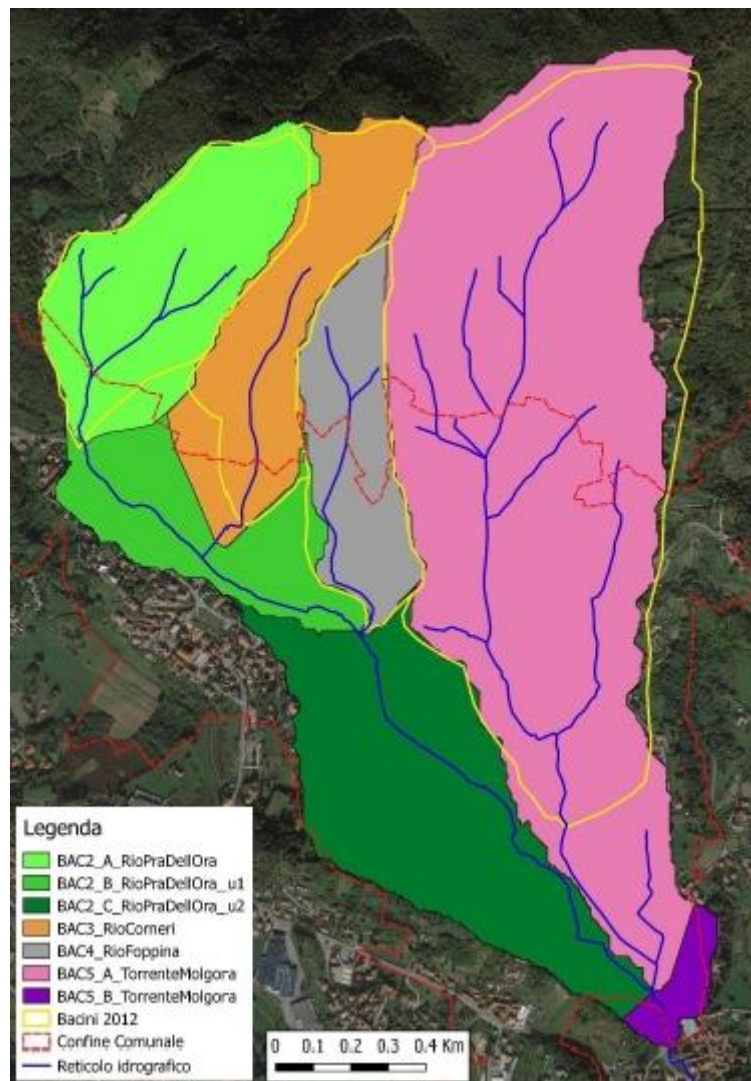 Legenda
BAC2_A_RioPraDellOra
BAC2_B_RioPraDellOra_u1
BAC2_C_RioPraDellOra_u2
BAC3_RioCorneri
BAC4_RioFoppina
BAC5_A_TorrenteMolgora
BAC5_B_TorrenteMolgora
Bacini 2012
Confine Comunale
Reticolo idrografico
0 0.1 0.2 0.3 0.4 Km